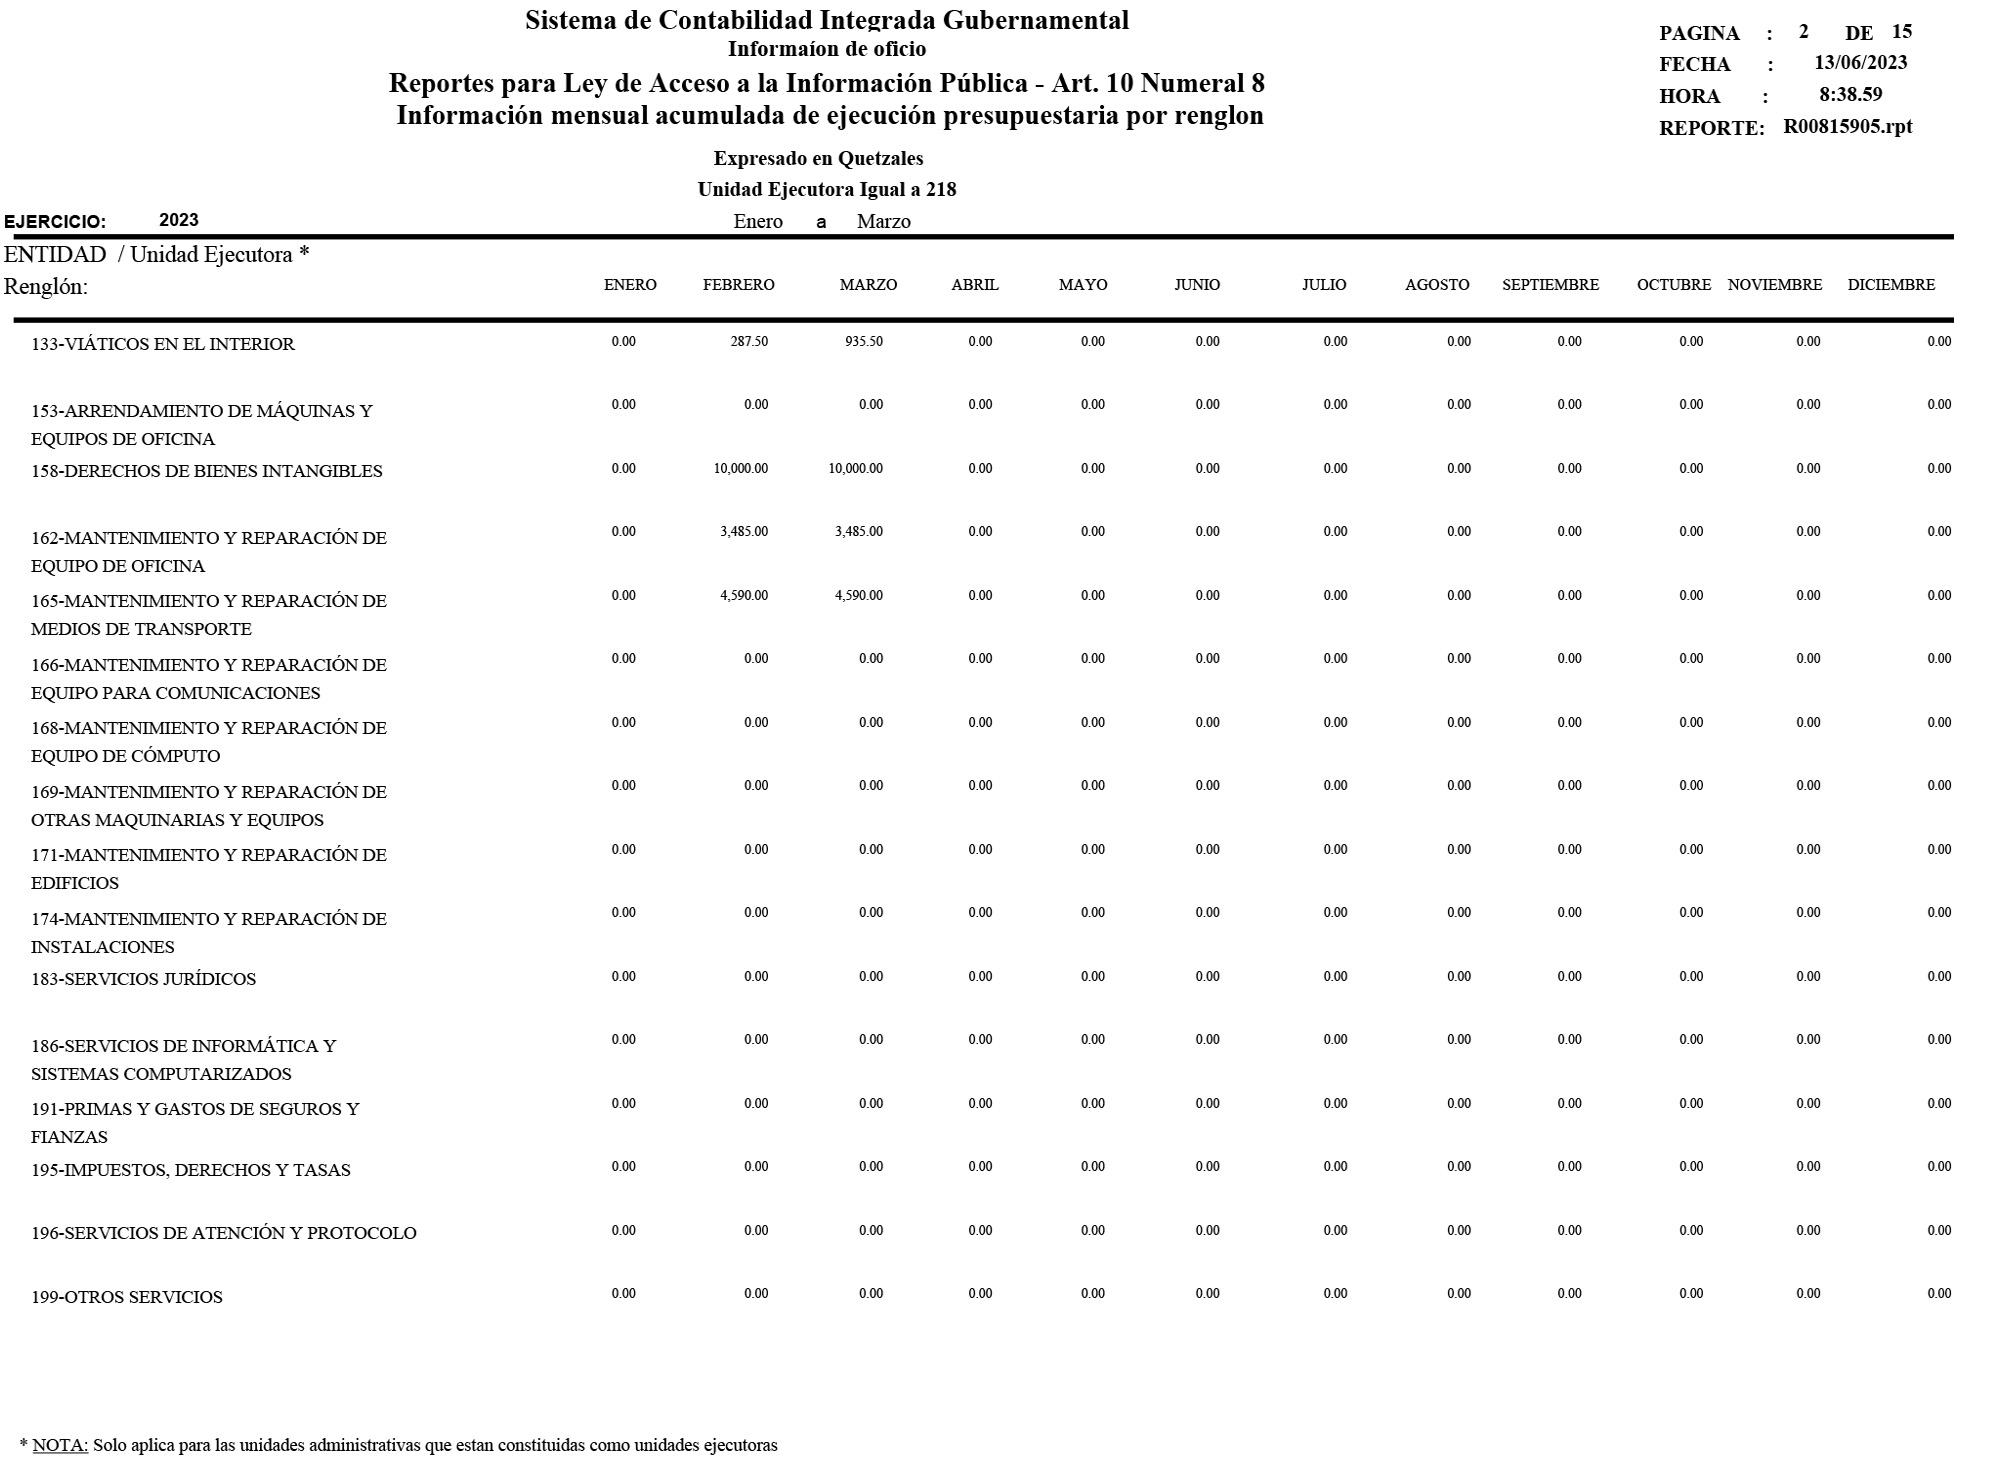 Sistema de Contabilidad Integrada Gubernamental
Informaíon de oficio
Reportes para Ley de Acceso a la Información Pública - Art. 10 Numeral 8
Información mensual acumulada de ejecución presupuestaria por renglon
PAGINA : 2 DE 15
FECHA : 13/06/2023
HORA : 8:38.59
REPORTE: R00815905.rpt
Expresado en Quetzales
Unidad Ejecutora Igual a 218
EJERCICIO: 2023 Enero a Marzo
ENTIDAD / Unidad Ejecutora *
Renglón: ENERO FEBRERO MARZO ABRIL MAYO JUNIO JULIO AGOSTO SEPTIEMBRE OCTUBRE NOVIEMBRE DICIEMBRE
133-VIÁTICOS EN EL INTERIOR 0.00 287.50 935.50 0.00 0.00 0.00 0.00 0.00 0.00 0.00 0.00 0.00
153-ARRENDAMIENTO DE MÁQUINAS Y 0.00 0.00 0.00 0.00 0.00 0.00 0.00 0.00 0.00 0.00 0.00 0.00
EQUIPOS DE OFICINA
158-DERECHOS DE BIENES INTANGIBLES 0.00 10,000.00 10,000.00 0.00 0.00 0.00 0.00 0.00 0.00 0.00 0.00 0.00
162-MANTENIMIENTO Y REPARACIÓN DE 0.00 3,485.00 3,485.00 0.00 0.00 0.00 0.00 0.00 0.00 0.00 0.00 0.00
EQUIPO DE OFICINA
165-MANTENIMIENTO Y REPARACIÓN DE 0.00 4,590.00 4,590.00 0.00 0.00 0.00 0.00 0.00 0.00 0.00 0.00 0.00
MEDIOS DE TRANSPORTE
166-MANTENIMIENTO Y REPARACIÓN DE 0.00 0.00 0.00 0.00 0.00 0.00 0.00 0.00 0.00 0.00 0.00 0.00
EQUIPO PARA COMUNICACIONES
168-MANTENIMIENTO Y REPARACIÓN DE 0.00 0.00 0.00 0.00 0.00 0.00 0.00 0.00 0.00 0.00 0.00 0.00
EQUIPO DE CÓMPUTO
169-MANTENIMIENTO Y REPARACIÓN DE 0.00 0.00 0.00 0.00 0.00 0.00 0.00 0.00 0.00 0.00 0.00 0.00
OTRAS MAQUINARIAS Y EQUIPOS
171-MANTENIMIENTO Y REPARACIÓN DE 0.00 0.00 0.00 0.00 0.00 0.00 0.00 0.00 0.00 0.00 0.00 0.00
EDIFICIOS
174-MANTENIMIENTO Y REPARACIÓN DE 0.00 0.00 0.00 0.00 0.00 0.00 0.00 0.00 0.00 0.00 0.00 0.00
INSTALACIONES
183-SERVICIOS JURÍDICOS 0.00 0.00 0.00 0.00 0.00 0.00 0.00 0.00 0.00 0.00 0.00 0.00
186-SERVICIOS DE INFORMÁTICA Y 0.00 0.00 0.00 0.00 0.00 0.00 0.00 0.00 0.00 0.00 0.00 0.00
SISTEMAS COMPUTARIZADOS
191-PRIMAS Y GASTOS DE SEGUROS Y 0.00 0.00 0.00 0.00 0.00 0.00 0.00 0.00 0.00 0.00 0.00 0.00
FIANZAS
195-IMPUESTOS, DERECHOS Y TASAS 0.00 0.00 0.00 0.00 0.00 0.00 0.00 0.00 0.00 0.00 0.00 0.00
196-SERVICIOS DE ATENCIÓN Y PROTOCOLO 0.00 0.00 0.00 0.00 0.00 0.00 0.00 0.00 0.00 0.00 0.00 0.00
199-OTROS SERVICIOS 0.00 0.00 0.00 0.00 0.00 0.00 0.00 0.00 0.00 0.00 0.00 0.00
* NOTA: Solo aplica para las unidades administrativas que estan constituidas como unidades ejecutoras